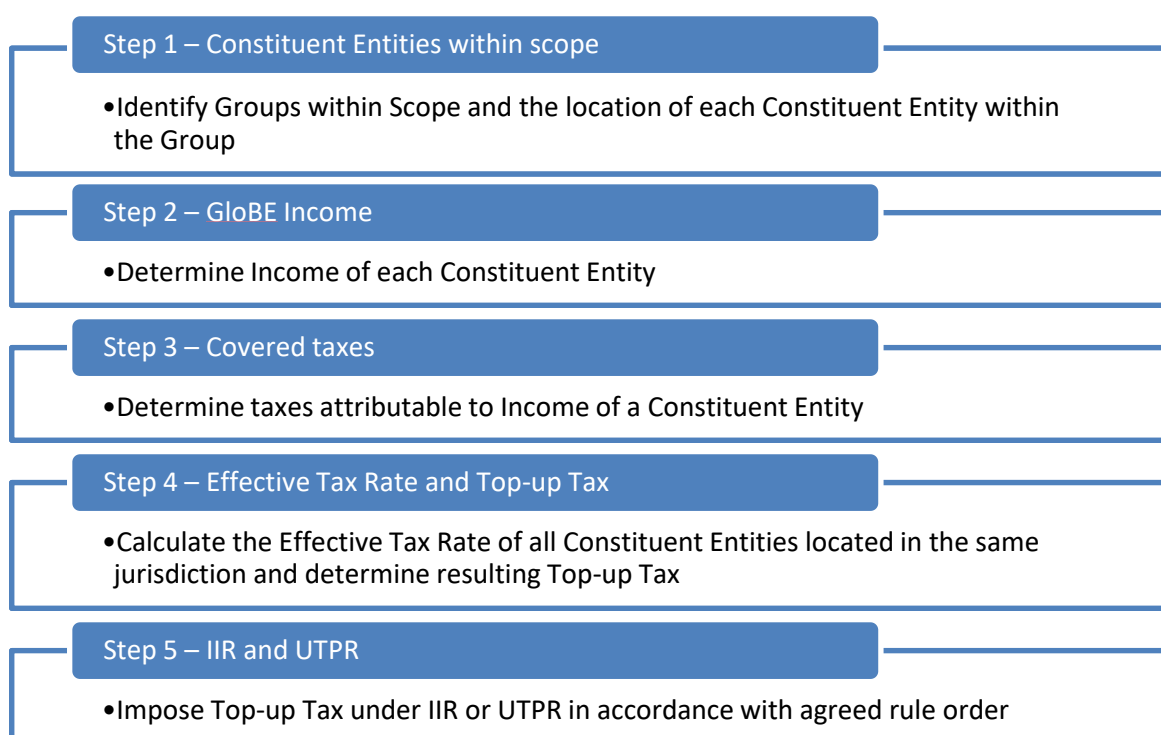 Step 1 – Constituent Entities within scope
•Identify Groups within Scope and the location of each Constituent Entity within
the Group
Step 2 – GloBE Income
•Determine Income of each Constituent Entity
Step 3 – Covered taxes
•Determine taxes attributable to Income of a Constituent Entity
Step 4 – Effective Tax Rate and Top-up Tax
•Calculate the Effective Tax Rate of all Constituent Entities located in the same
jurisdiction and determine resulting Top-up Tax
Step 5 – IIR and UTPR
•Impose Top-up Tax under IIR or UTPR in accordance with agreed rule order